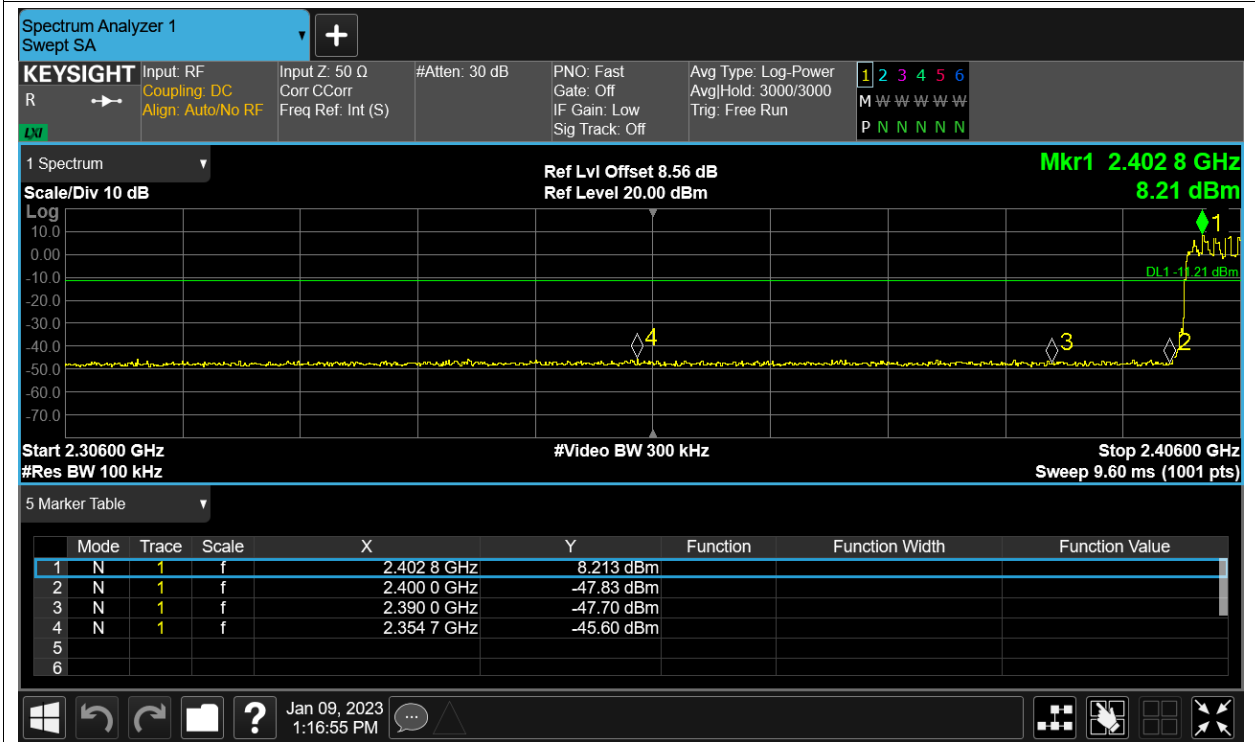 Spectrum Analyzer 1
Swept SA
+
KEYSIGHT
R
LXI
Input: RF
Coupling: DC
Align: Auto/No RF
Input Z: 50 Ω
Corr CCorr
Freq Ref: Int (S)
#Atten: 30 dB
PNO: Fast
Gate: Off
IF Gain: Low
Sig Track: Off
Avg Type: Log-Power
Avg|Hold: 3000/3000
Trig: Free Run
1 2 3 4 5 6
M W W W W W
P N N N N N
1 Spectrum
Scale/Div 10 dB
Ref Lvl Offset 8.56 dB
Ref Level 20.00 dBm
Mkr1 2.402 8 GHz
8.21 dBm
Log
10.0
0.00
-10.0
-20.0
-30.0
-40.0
-50.0
-60.0
-70.0
1
DL1 -11.21 dBm
4
3
2
Start 2.30600 GHz
#Video BW 300 kHz
Stop 2.40600 GHz
#Res BW 100 kHz
Sweep 9.60 ms (1001 pts)
5 Marker Table
Mode Trace Scale X Y Function Function Width Function Value
1 N 1 f 2.402 8 GHz 8.213 dBm
2 N 1 f 2.400 0 GHz -47.83 dBm
3 N 1 f 2.390 0 GHz -47.70 dBm
4 N 1 f 2.354 7 GHz -45.60 dBm
5
6
?
Jan 09, 2023
1:16:55 PM